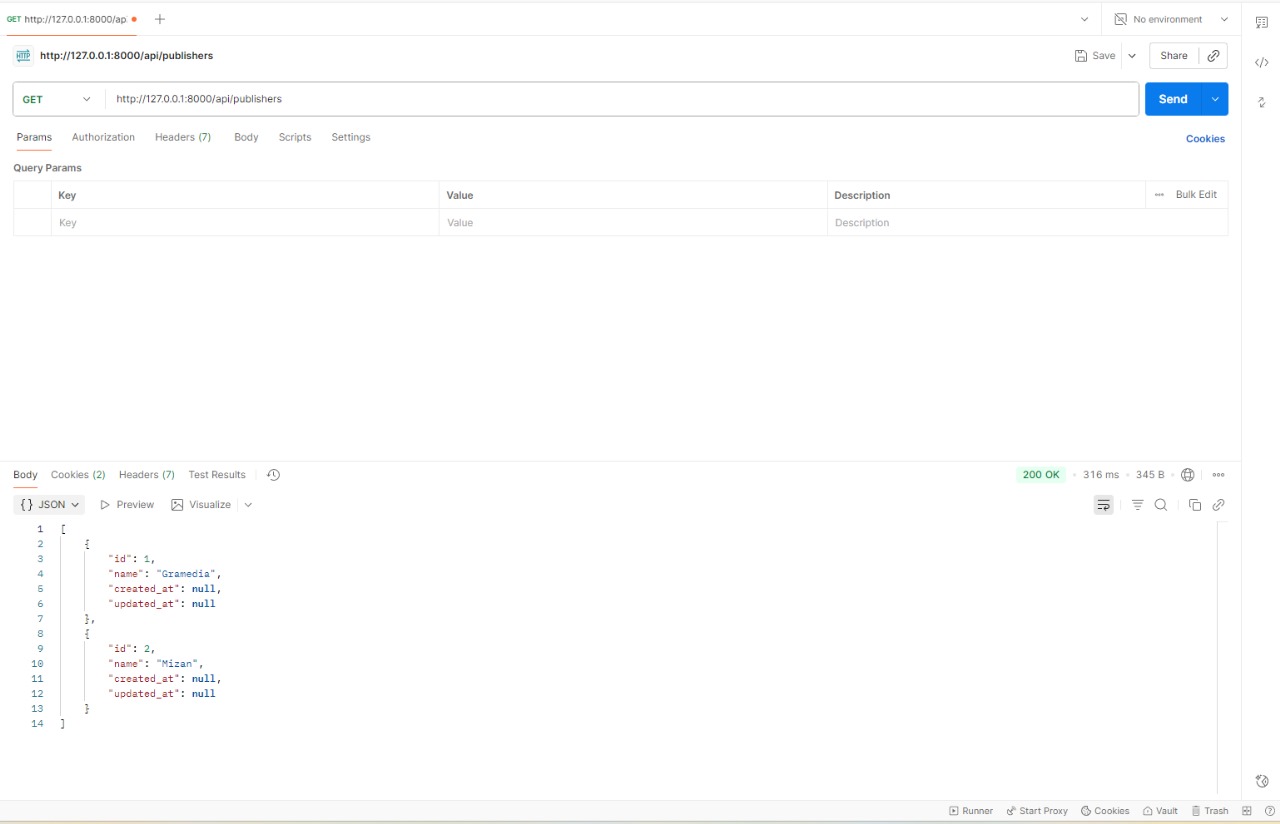 GET http://127.0.0.1:8000/ap
No environment
HTTP http://127.0.0.1:8000/api/publishers
Save
Share
GET
http://127.0.0.1:8000/api/publishers
Send
Params Authorization Headers (7) Body Scripts Settings
Cookies
Query Params
Key Value Description Bulk Edit
Key Value Description
Body Cookies (2) Headers (7) Test Results
200 OK • 316 ms • 345 B •
{} JSON Preview Visualize
1 [
2 {
3 "id": 1,
4 "name": "Gramedia",
5 "created_at": null,
6 "updated_at": null
7 },
8 {
9 "id": 2,
10 "name": "Mizan",
11 "created_at": null,
12 "updated_at": null
13 }
14 ]
Runner Start Proxy Cookies Vault Trash